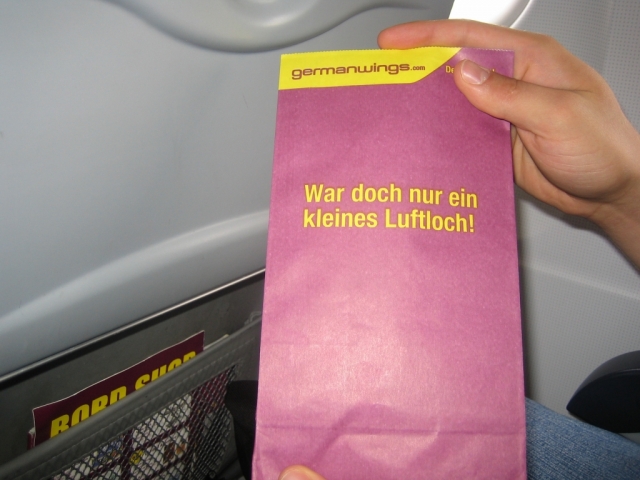 germanwings.com
War doch nur ein
kleines Luftloch!
BORD SHOP